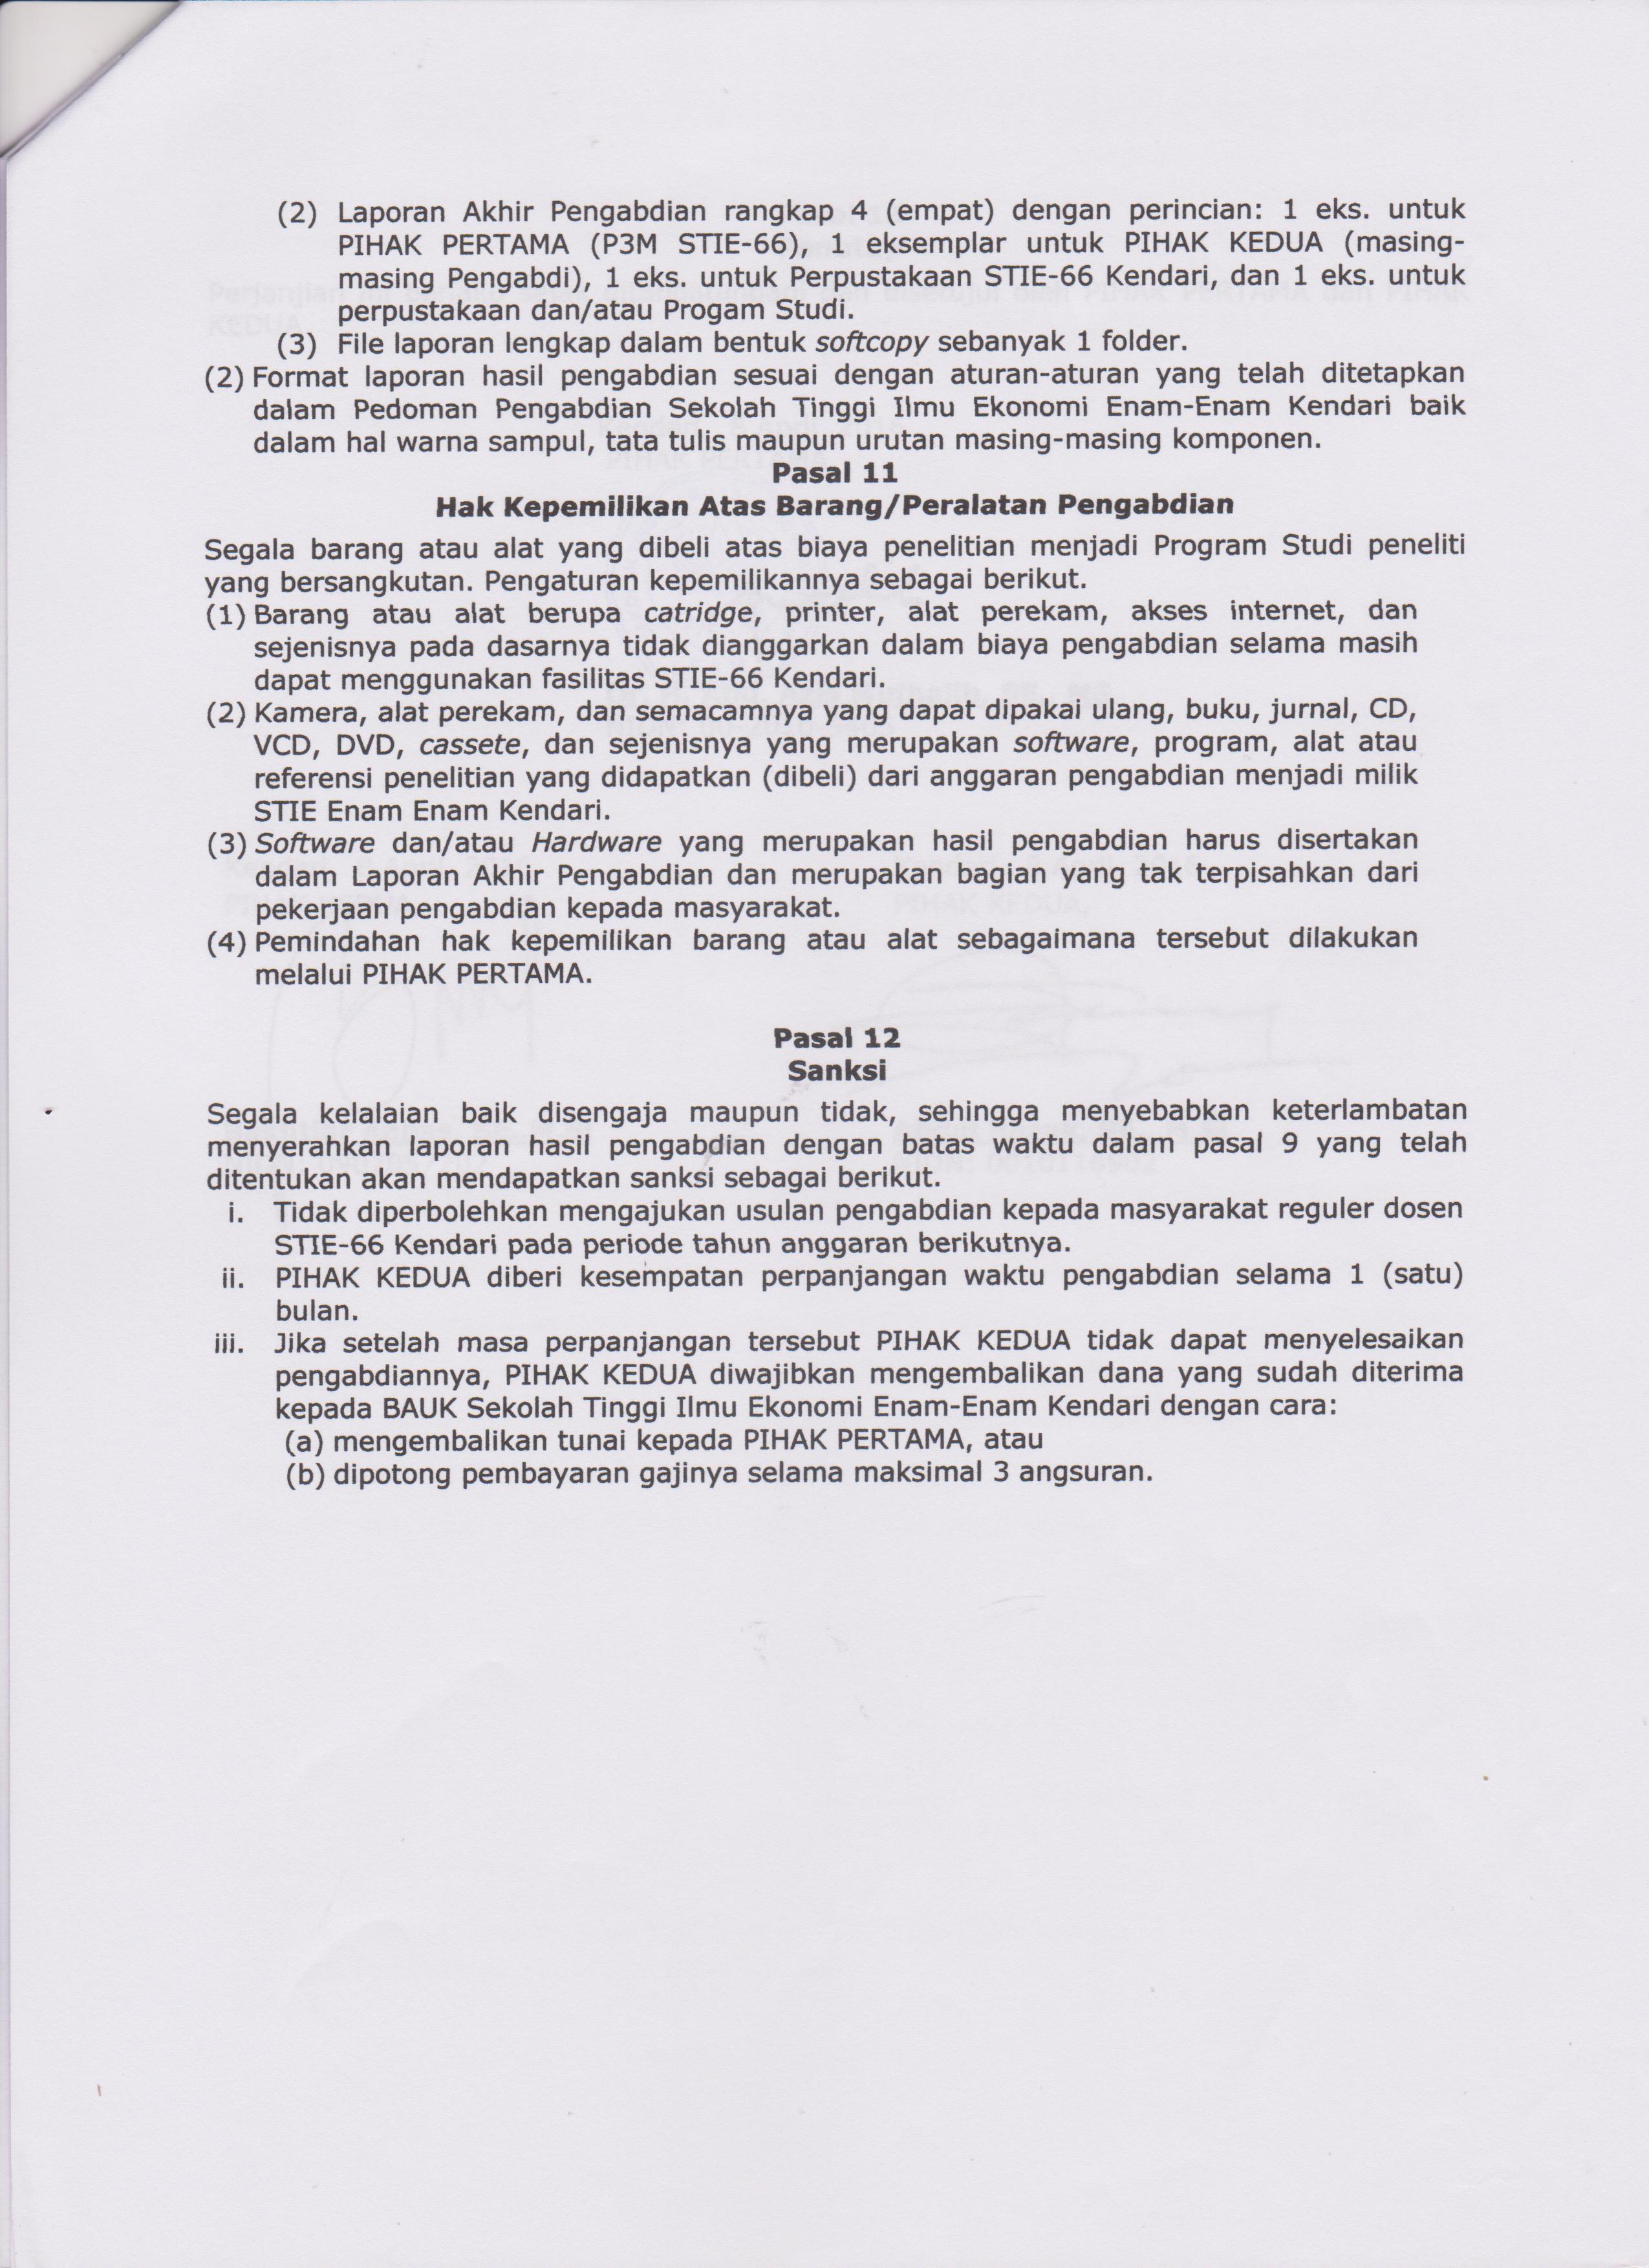 (2) Laporan Akhir Pengabdian rangkap 4 (empat) dengan perincian: 1 eks. untuk
PIHAK PERTAMA (P3M STIE-66), 1 eksemplar untuk PIHAK KEDUA (masing-
masing Pengabdi), 1 eks. untuk Perpustakaan STIE-66 Kendari, dan 1 eks. untuk
perpustakaan dan/atau Progam Studi.
(3) File laporan lengkap dalam bentuk softcopy sebanyak 1 folder.
(2) Format laporan hasil pengabdian sesuai dengan aturan-aturan yang telah ditetapkan
dalam Pedoman Pengabdian Sekolah Tinggi Ilmu Ekonomi Enam-Enam Kendari baik
dalam hal warna sampul, tata tulis maupun urutan masing-masing komponen.
Pasal 11
Hak Kepemilikan Atas Barang/Peralatan Pengabdian
Segala barang atau alat yang dibeli atas biaya penelitian menjadi Program Studi peneliti
yang bersangkutan. Pengaturan kepemilikannya sebagai berikut.
(1) Barang atau alat berupa catridge, printer, alat perekam, akses internet, dan
sejenisnya pada dasarnya tidak dianggarkan dalam biaya pengabdian selama masih
dapat menggunakan fasilitas STIE-66 Kendari.
(2) Kamera, alat perekam, dan semacamnya yang dapat dipakai ulang, buku, jurnal, CD,
VCD, DVD, cassete, dan sejenisnya yang merupakan software, program, alat atau
referensi penelitian yang didapatkan (dibeli) dari anggaran pengabdian menjadi milik
STIE Enam Enam Kendari.
(3) Software dan/atau Hardware yang merupakan hasil pengabdian harus disertakan
dalam Laporan Akhir Pengabdian dan merupakan bagian yang tak terpisahkan dari
pekerjaan pengabdian kepada masyarakat.
(4) Pemindahan hak kepemilikan barang atau alat sebagaimana tersebut dilakukan
melalui PIHAK PERTAMA.
Pasal 12
Sanksi
Segala kelalaian baik disengaja maupun tidak, sehingga menyebabkan keterlambatan
menyerahkan laporan hasil pengabdian dengan batas waktu dalam pasal 9 yang telah
ditentukan akan mendapatkan sanksi sebagai berikut.
i. Tidak diperbolehkan mengajukan usulan pengabdian kepada masyarakat reguler dosen
STIE-66 Kendari pada periode tahun anggaran berikutnya.
ii. PIHAK KEDUA diberi kesempatan perpanjangan waktu pengabdian selama 1 (satu)
bulan.
iii. Jika setelah masa perpanjangan tersebut PIHAK KEDUA tidak dapat menyelesaikan
pengabdiannya, PIHAK KEDUA diwajibkan mengembalikan dana yang sudah diterima
kepada BAUK Sekolah Tinggi Ilmu Ekonomi Enam-Enam Kendari dengan cara:
(a) mengembalikan tunai kepada PIHAK PERTAMA, atau
(b) dipotong pembayaran gajinya selama maksimal 3 angsuran.